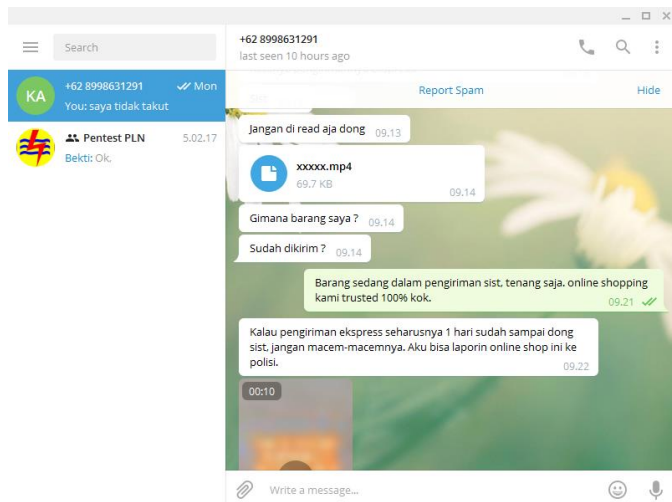 Search
KA
+62 8998631291
Mon
You: saya tidak takut
Pentest PLN
5.02.17
Bekti: Ok.
+62 8998631291
last seen 10 hours ago
Report Spam
Hide
Jangan di read aja dong 09.13
xxxxx.mp4
69.7 KB
09.14
Gimana barang saya ? 09.14
Sudah dikirim ? 09.14
Barang sedang dalam pengiriman sist, tenang saja. online shopping
kami trusted 100% kok.
09.21
Kalau pengiriman ekspress seharusnya 1 hari sudah sampai dong
sist, jangan macem-macemnya. Aku bisa laporin online shop ini ke
polisi.
09.22
00:10
Write a message...